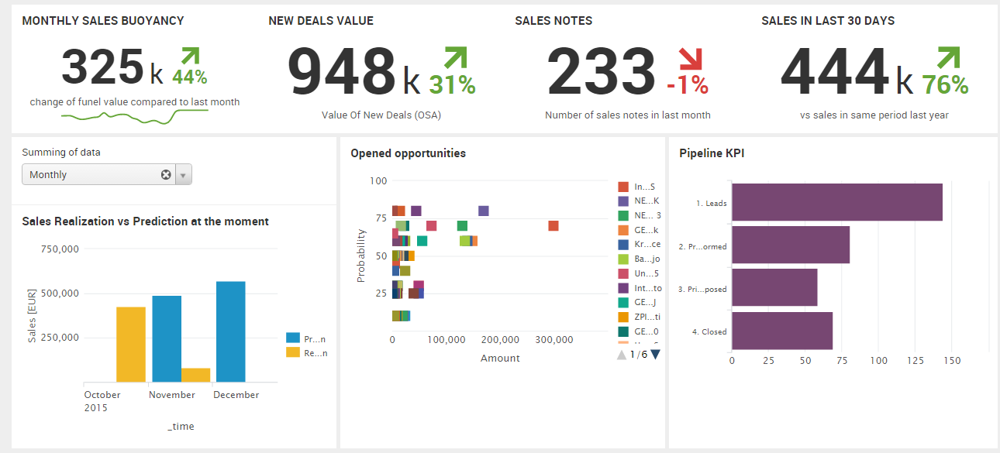 MONTHLY SALES BUOYANCY
325 k 44%
change of funel value compared to last month
NEW DEALS VALUE
948 k 31%
Value Of New Deals (OSA)
SALES NOTES
233 -1%
Number of sales notes in last month
SALES IN LAST 30 DAYS
444 k 76%
vs sales in same period last year
Summing of data
Monthly
Sales Realization vs Prediction at the moment
Sales [EUR]
750,000
500,000
250,000
October
2015
November
December
_time
Pr...n
Re...n
Opened opportunities
Probability
100
75
50
25
0
100,000
200,000
300,000
Amount
In...S
NE...K
NE... 3
GE...k
Kr...ce
Ba...jo
Un...5
Int...to
GE...J
ZPI...ti
GE...0
1/6
Pipeline KPI
1. Leads
2. Pr...ormed
3. Pri...posed
4. Closed
0
25
50
75
100
125
150